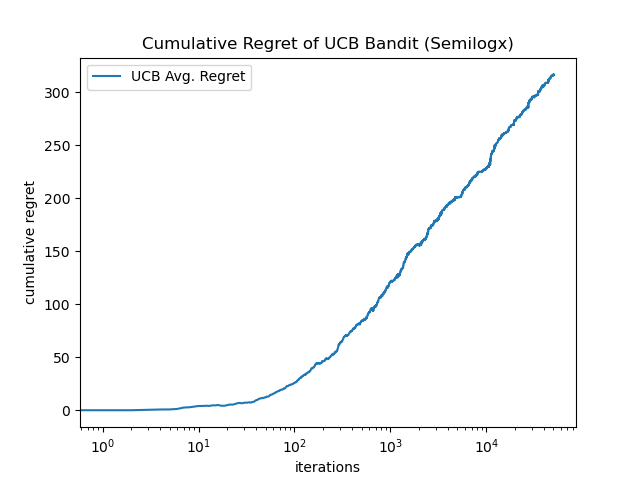 Cumulative Regret of UCB Bandit (Semilogx)
UCB Avg. Regret
cumulative regret
300
250
200
150
100
50
0
10⁰ 10¹ 10² 10³ 10⁴
iterations